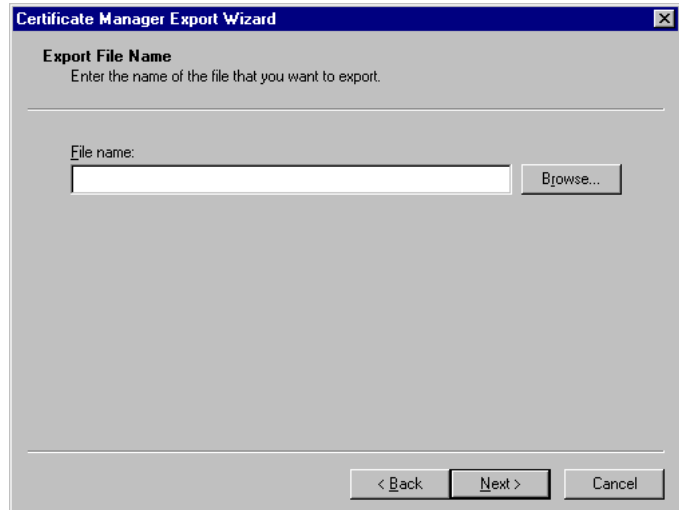 Certificate Manager Export Wizard
Export File Name
Enter the name of the file that you want to export.
File name:
Browse...
< Back
Next >
Cancel